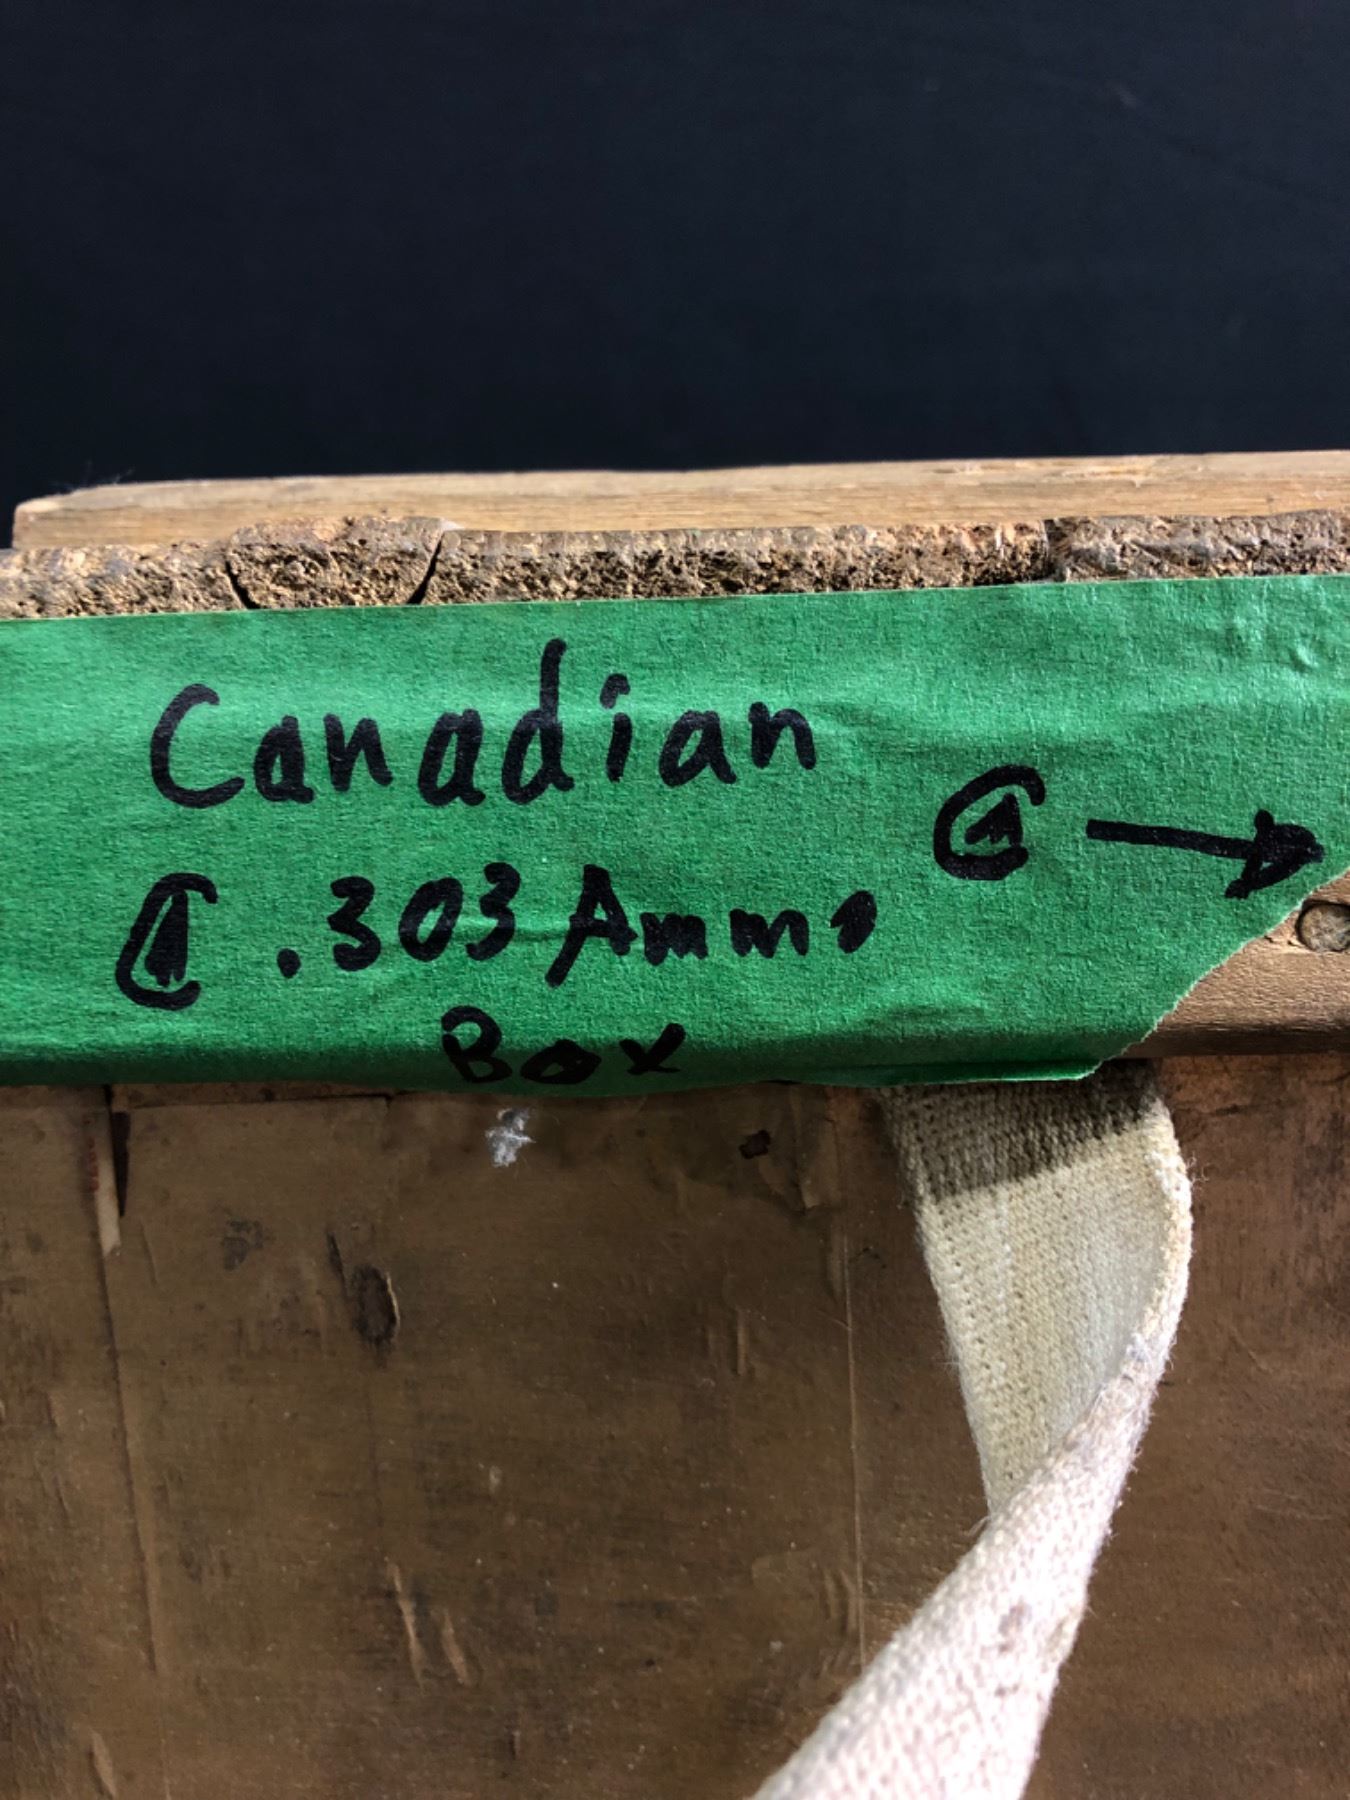 Canadian
C .303 Ammo
C →
Box